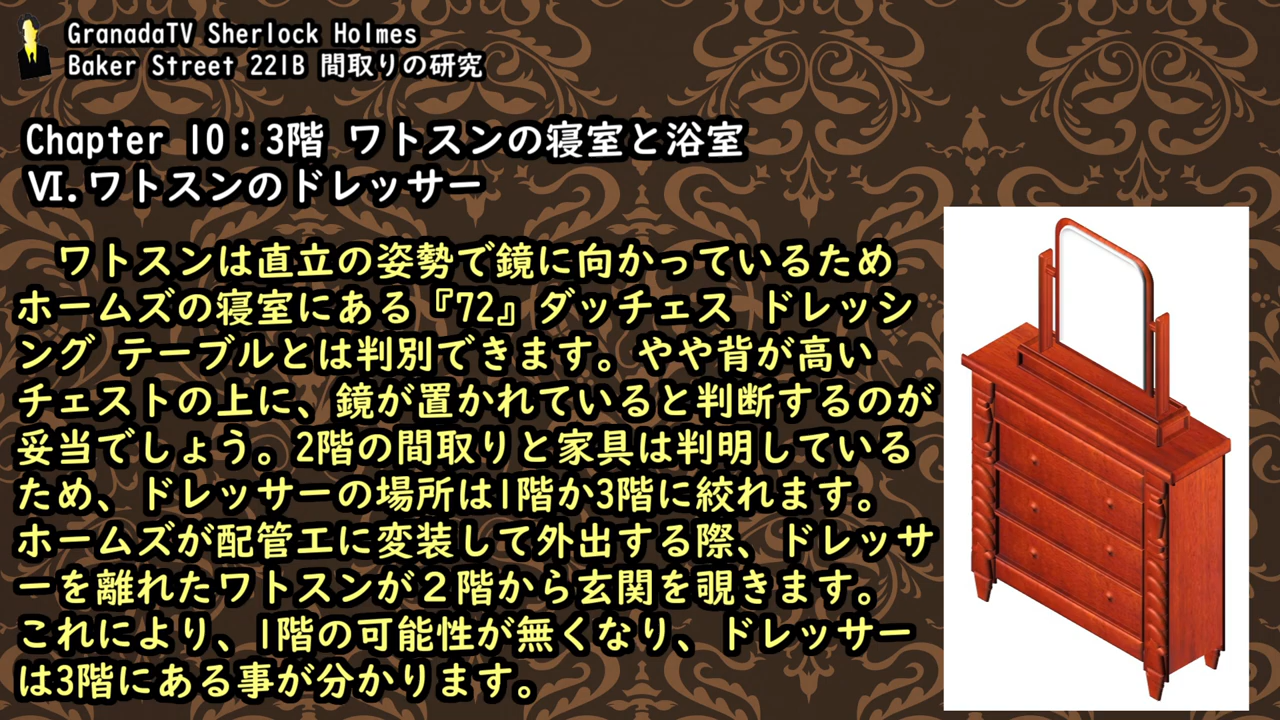 GranadaTV Sherlock Holmes
Baker Street 221B 間取りの研究
Chapter 10：3階 ワトスンの寝室と浴室
Ⅵ.ワトスンのドレッサー
ワトスンは直立の姿勢で鏡に向かっているため
ホームズの寝室にある『72』ダッチェス ドレッシ
ング テーブルとは判別できます。やや背が高い
チェストの上に、鏡が置かれていると判断するのが
妥当でしょう。2階の間取りと家具は判明している
ため、ドレッサーの場所は1階か3階に絞れます。
ホームズが配管工に変装して外出する際、ドレッサ
ーを離れたワトスンが２階から玄関を覗きます。
これにより、1階の可能性が無くなり、ドレッサー
は3階にある事が分かります。